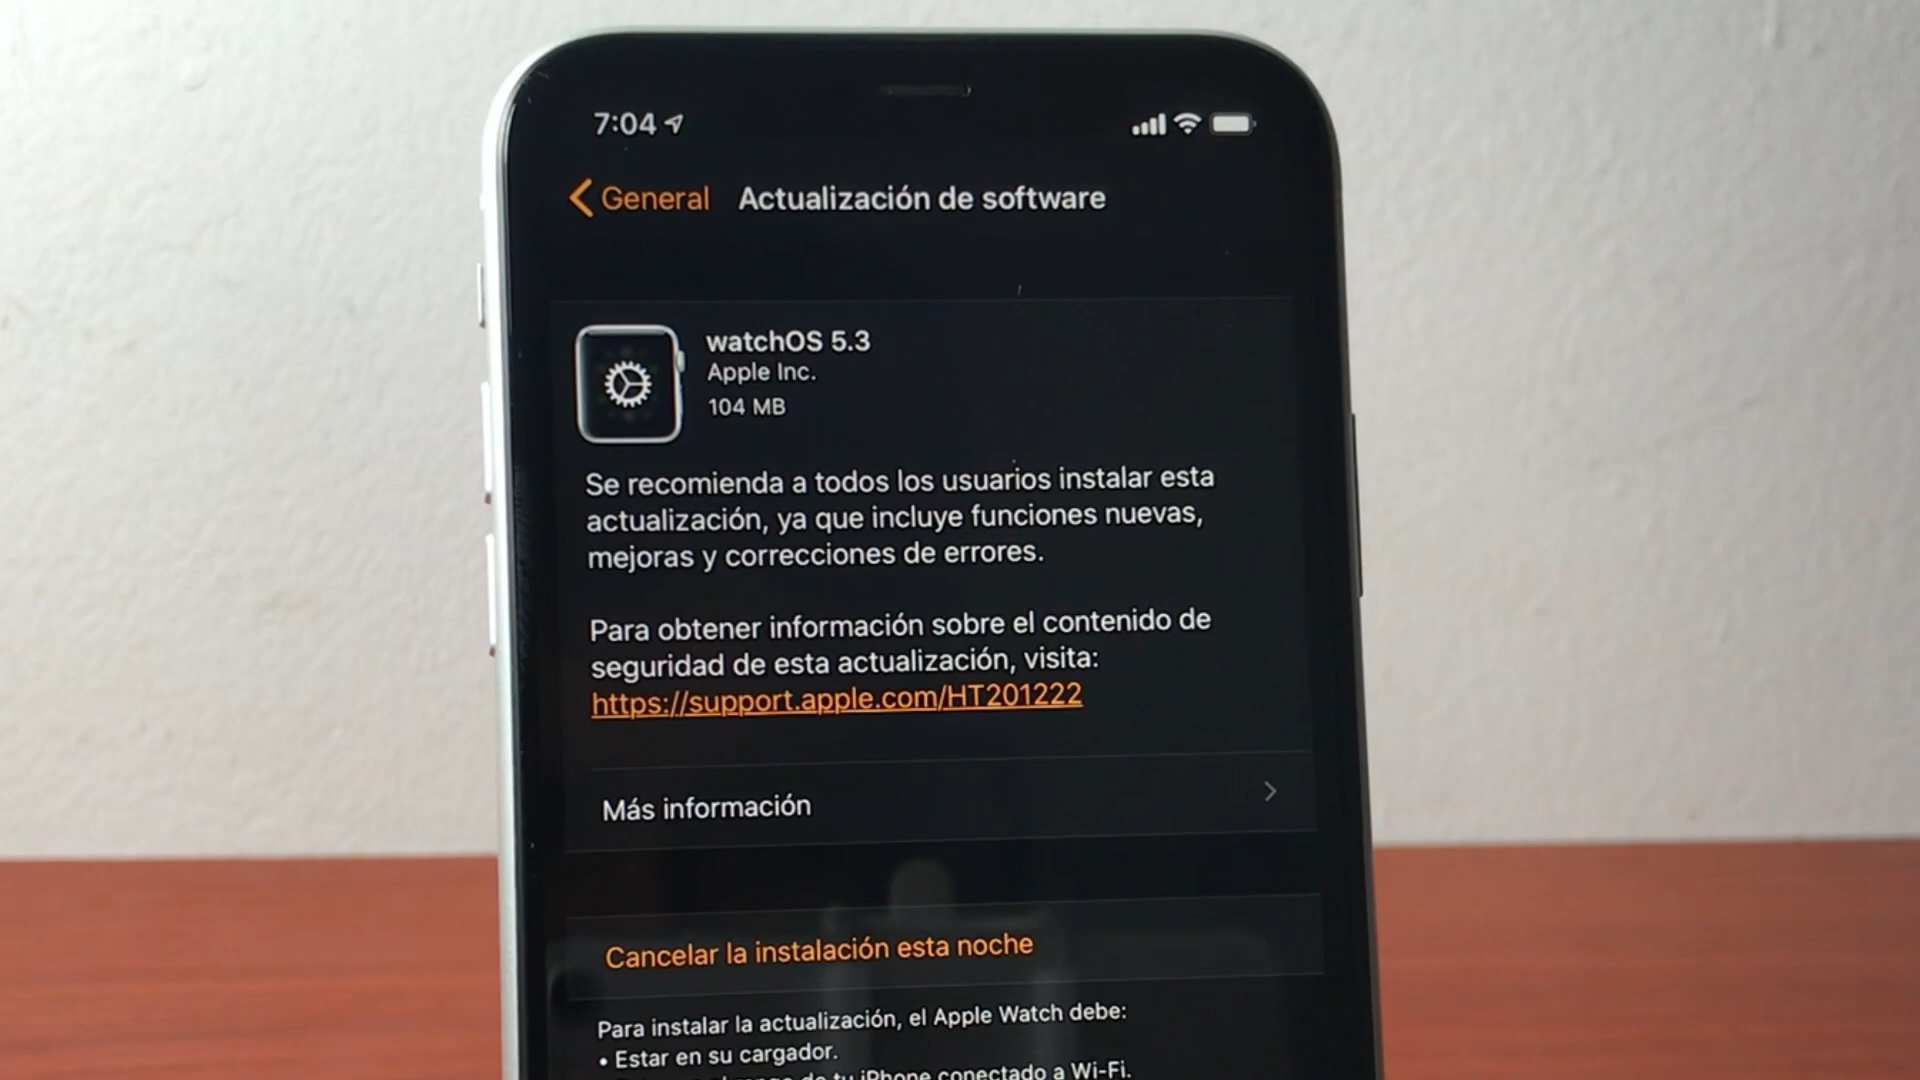 7:04
General Actualización de software
watchOS 5.3
Apple Inc.
104 MB
Se recomienda a todos los usuarios instalar esta
actualización, ya que incluye funciones nuevas,
mejoras y correcciones de errores.
Para obtener información sobre el contenido de
seguridad de esta actualización, visita:
https://support.apple.com/HT201222
Más información
Cancelar la instalación esta noche
Para instalar la actualización, el Apple Watch debe:
• Estar en su cargador.
de tu iPhone conectado a Wi-Fi.